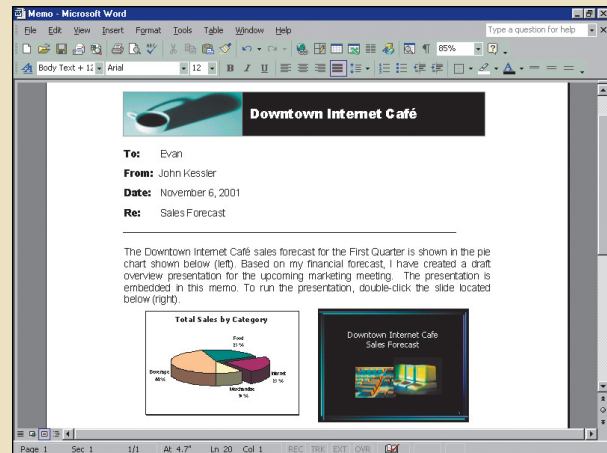 Memo - Microsoft Word
File Edit View Insert Format Tools Table Window Help
Type a question for help
85%
Body Text + 12
Arial
12
B I U
Downtown Internet Café
To: Evan
From: John Kessler
Date: November 6, 2001
Re: Sales Forecast
The Downtown Internet Café sales forecast for the First Quarter is shown in the pie
chart shown below (left). Based on my financial forecast, I have created a draft
overview presentation for the upcoming marketing meeting. The presentation is
embedded in this memo. To run the presentation, double-click the slide located
below (right).
Total Sales by Category
Food
Internet
Merchandise
Beverage
Downtown Internet Cafe
Sales Forecast
Page 1 Sec 1 1/1 At 4.7" Ln 20 Col 1 REC TRK EXT OVR